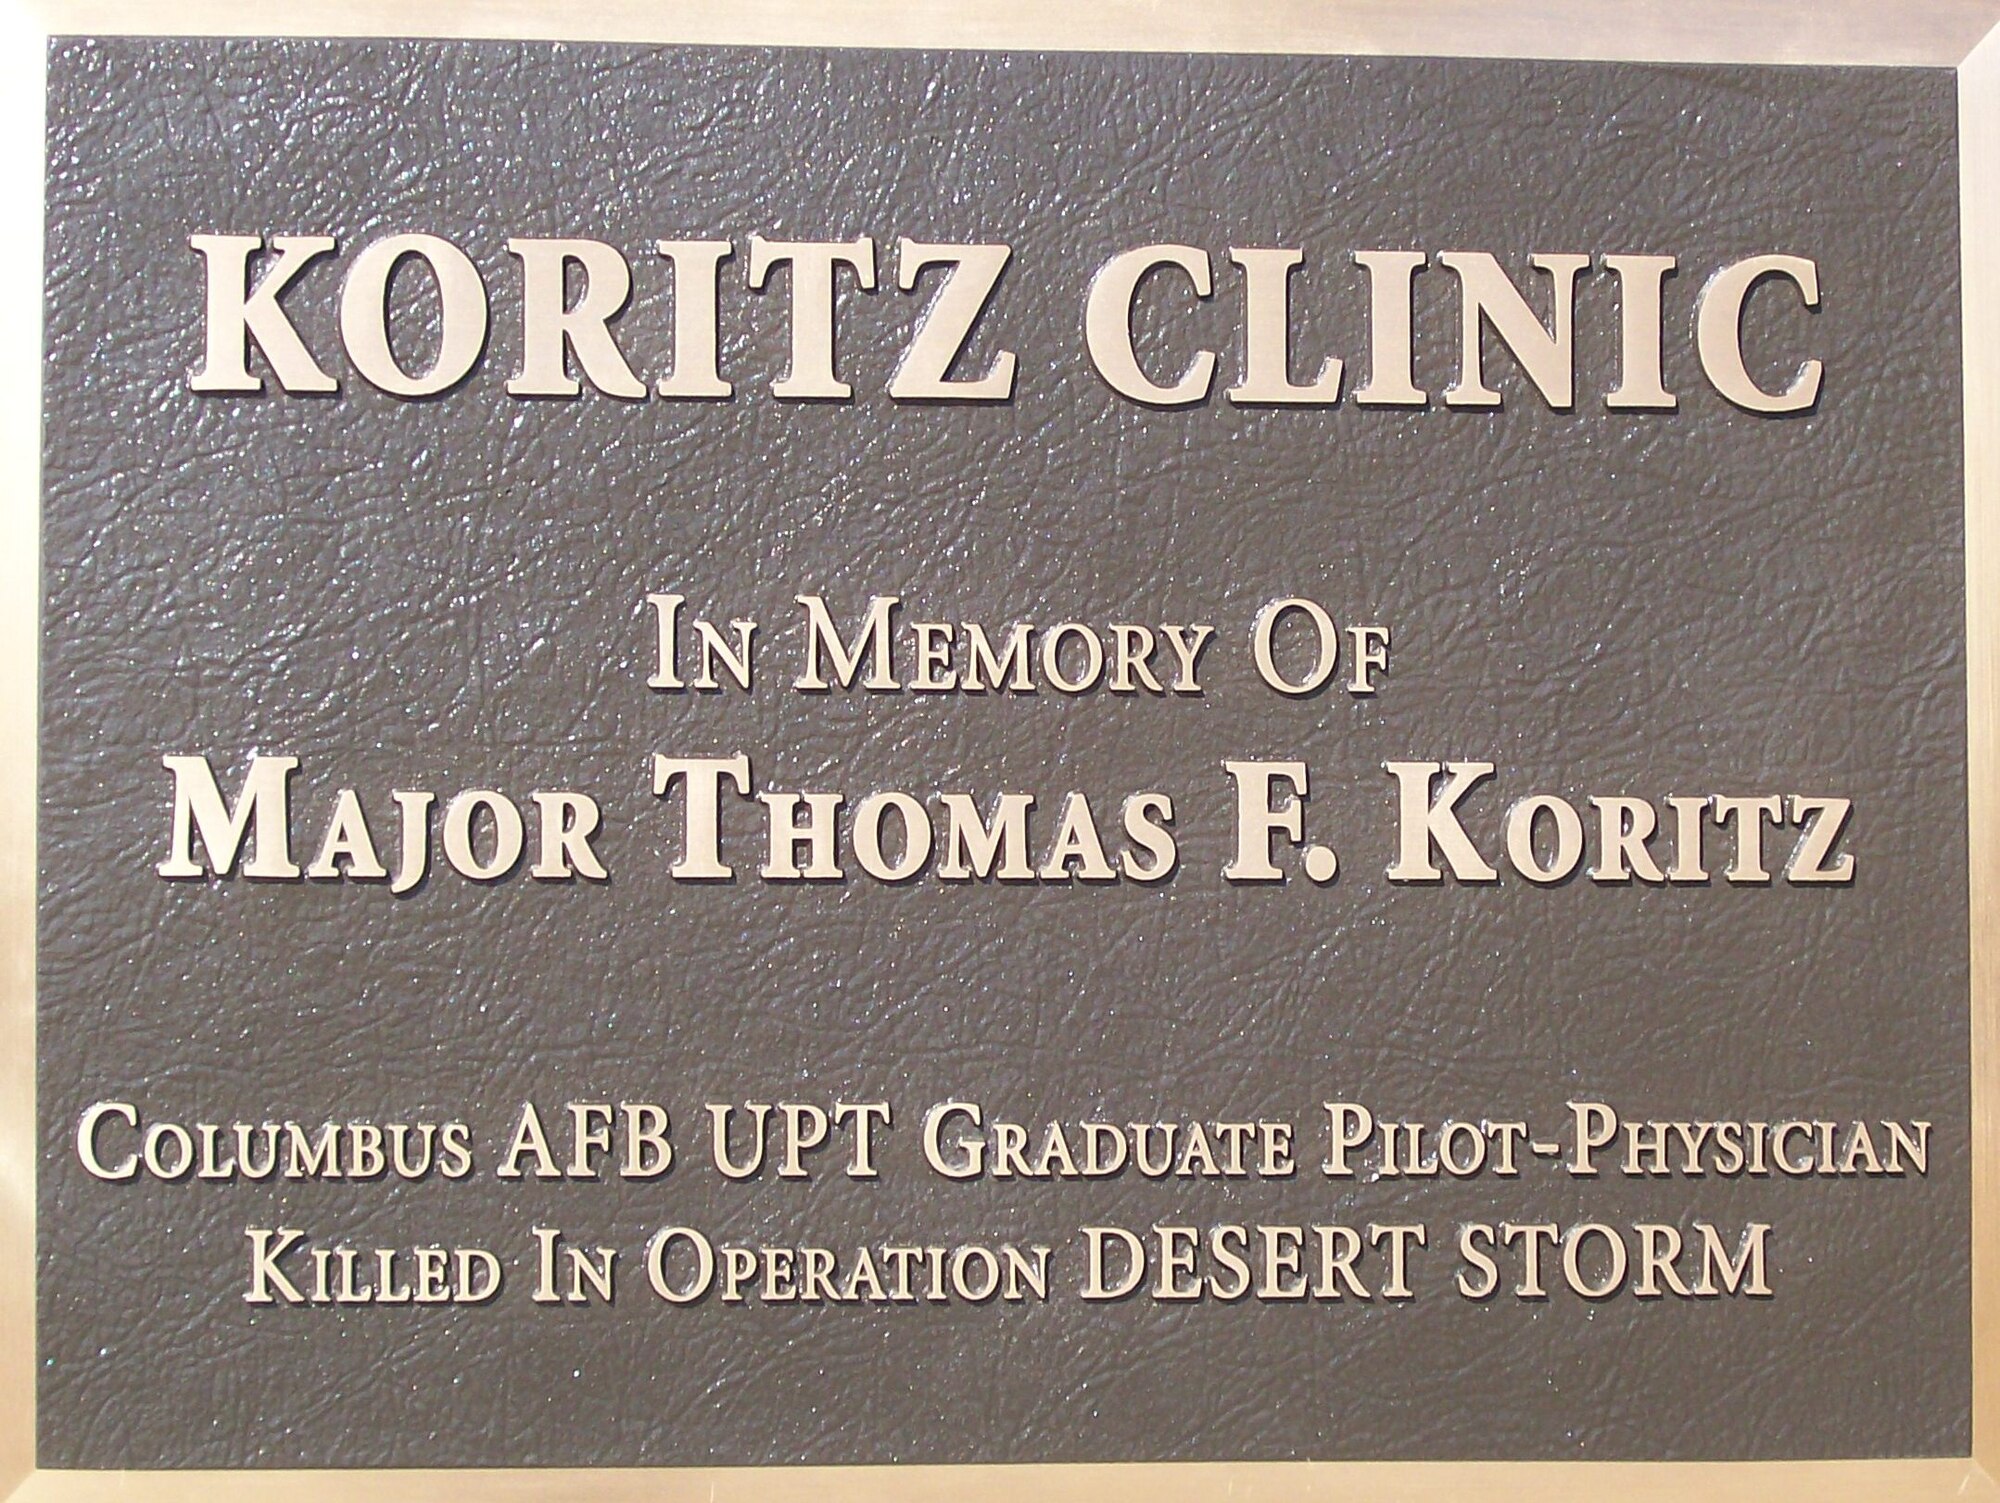 KORITZ CLINIC
IN MEMORY OF
MAJOR THOMAS F. KORITZ
COLUMBUS AFB UPT GRADUATE PILOT-PHYSICIAN
KILLED IN OPERATION DESERT STORM